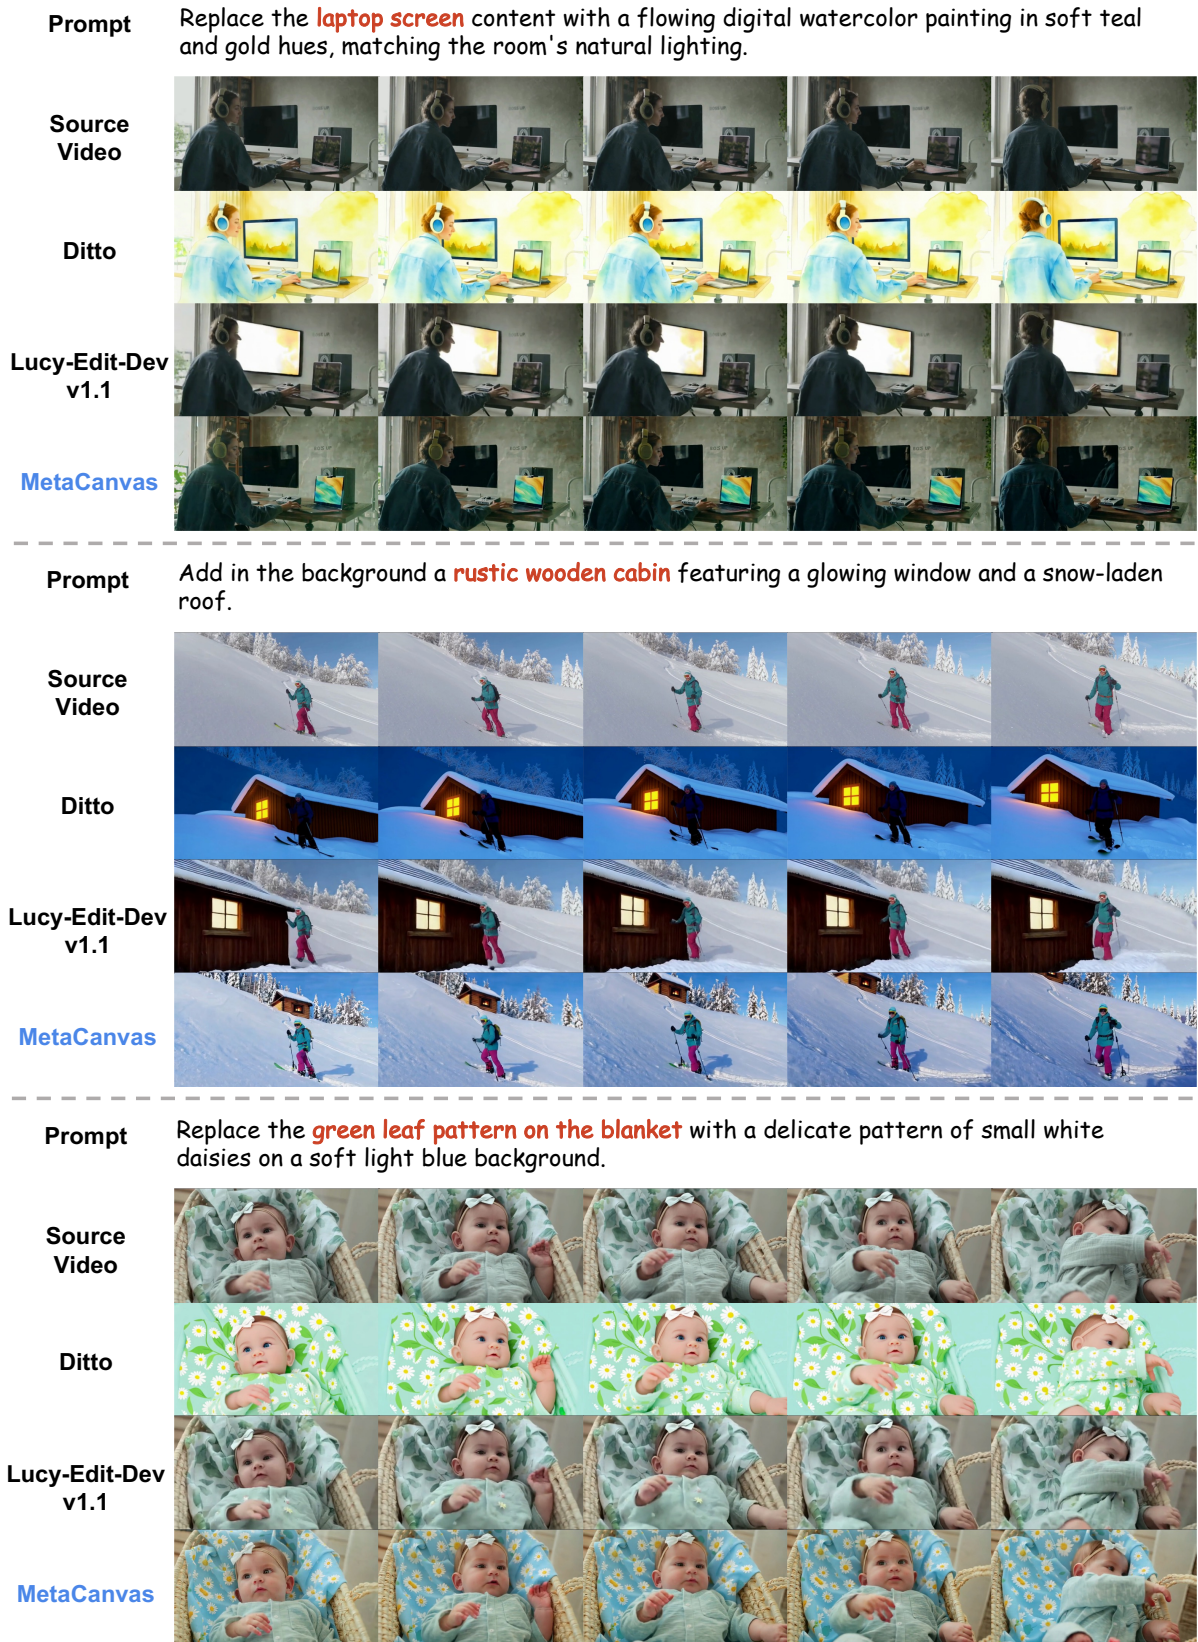 Prompt
Replace the laptop screen content with a flowing digital watercolor painting in soft teal
and gold hues, matching the room's natural lighting.
Source
Video
Ditto
Lucy-Edit-Dev
v1.1
MetaCanvas
Prompt
Add in the background a rustic wooden cabin featuring a glowing window and a snow-laden
roof.
Source
Video
Ditto
Lucy-Edit-Dev
v1.1
MetaCanvas
Prompt
Replace the green leaf pattern on the blanket with a delicate pattern of small white
daisies on a soft light blue background.
Source
Video
Ditto
Lucy-Edit-Dev
v1.1
MetaCanvas